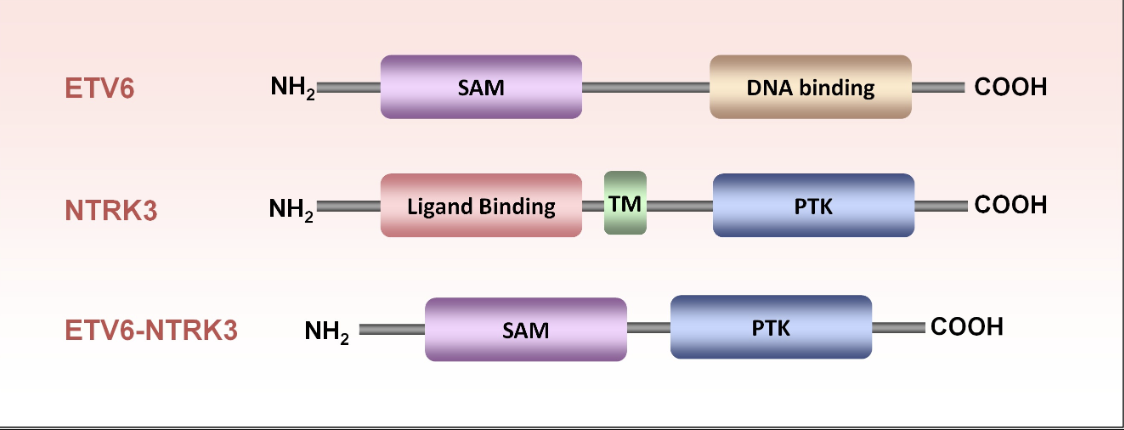 ETV6 NH2 SAM DNA binding COOH
NTRK3 NH2 Ligand Binding TM PTK COOH
ETV6-NTRK3 NH2 SAM PTK COOH